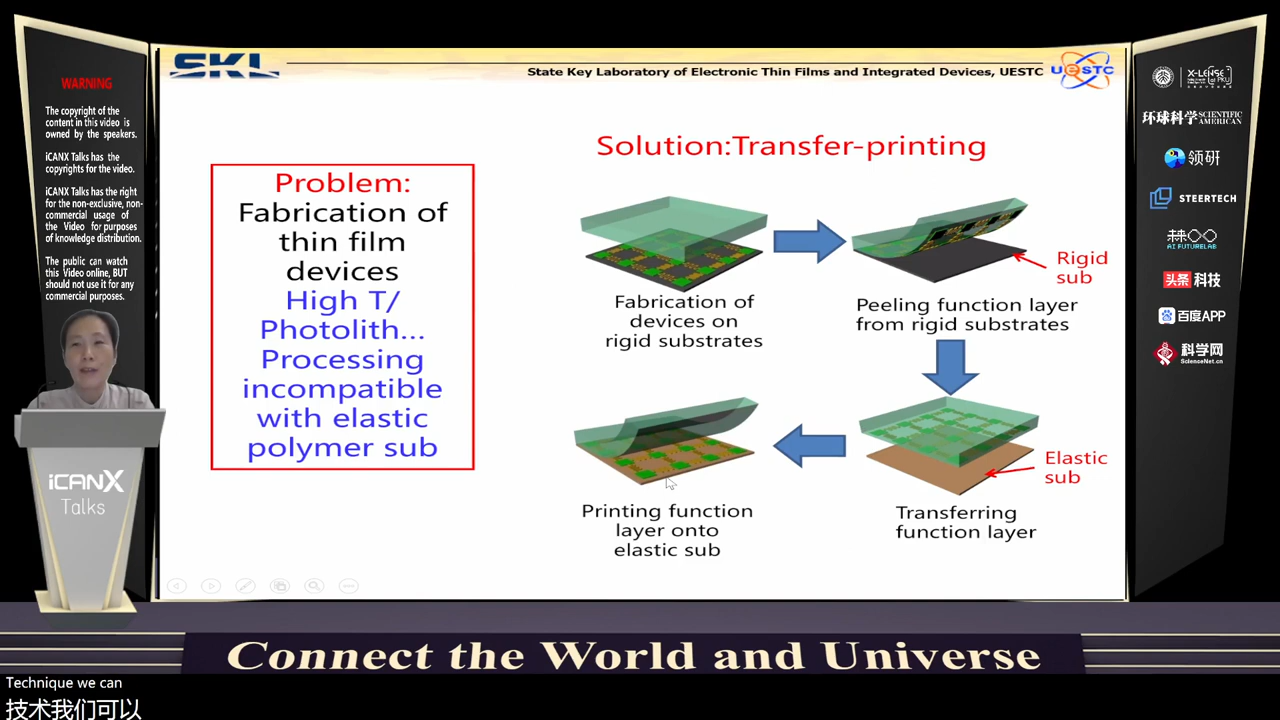 WARNING
The copyright of the
content in this video is
owned by the speakers.
iCANX Talks has the
copyrights for the video.
iCANX Talks has the right
for the non-exclusive, non-
commercial usage of
the Video for purposes
of knowledge distribution.
The public can watch
this Video online, BUT
should not use it for any
commercial purposes.
iCANX
Talks
SKL
State Key Laboratory of Electronic Thin Films and Integrated Devices, UESTC
UESTC
Problem:
Fabrication of
thin film
devices
High T/
Photolith...
Processing
incompatible
with elastic
polymer sub
Solution:Transfer-printing
Fabrication of
devices on
rigid substrates
Rigid
sub
Peeling function layer
from rigid substrates
Elastic
sub
Transferring
function layer
Printing function
layer onto
elastic sub
X-LENSE
环球科学 SCIENTIFIC AMERICAN
领研
STEERTECH
AI FUTURELAB
头条 科技
百度APP
科学网
ScienceNet.cn
Connect the World and Universe
Technique we can
技术我们可以